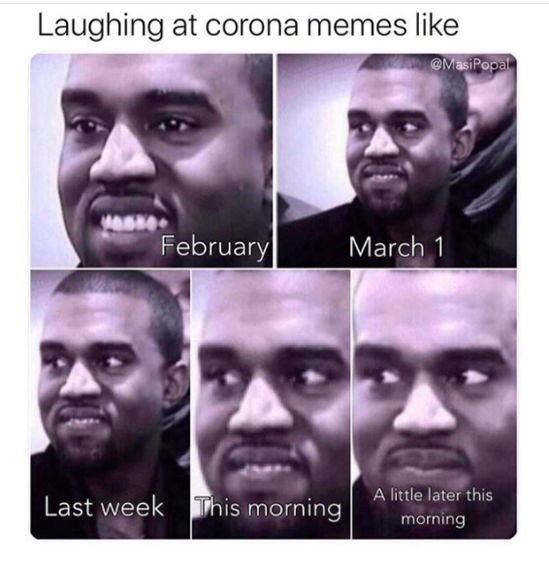 Laughing at corona memes like
@MasiPopal
February
March 1
Last week
This morning
A little later this
morning